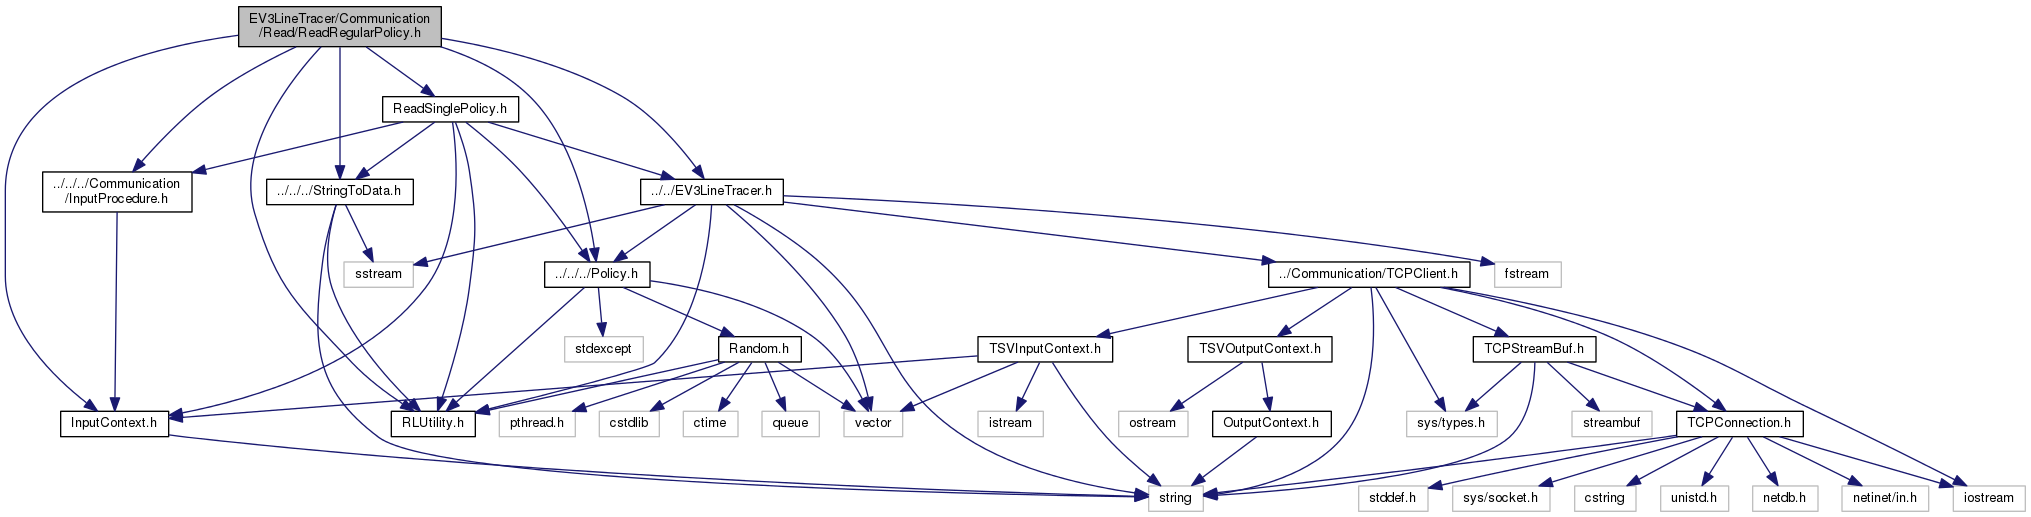 EV3LineTracer/Communication
/Read/ReadRegularPolicy.h
ReadSinglePolicy.h
../../../Communication
/InputProcedure.h
../../../StringToData.h
../../EV3LineTracer.h
sstream
../../../Policy.h
../Communication/TCPClient.h
fstream
stdexcept
Random.h
TSVInputContext.h
TSVOutputContext.h
TCPStreamBuf.h
InputContext.h
RLUtility.h
pthread.h
cstdlib
ctime
queue
vector
istream
ostream
OutputContext.h
sys/types.h
streambuf
TCPConnection.h
string
stddef.h
sys/socket.h
cstring
unistd.h
netdb.h
netinet/in.h
iostream